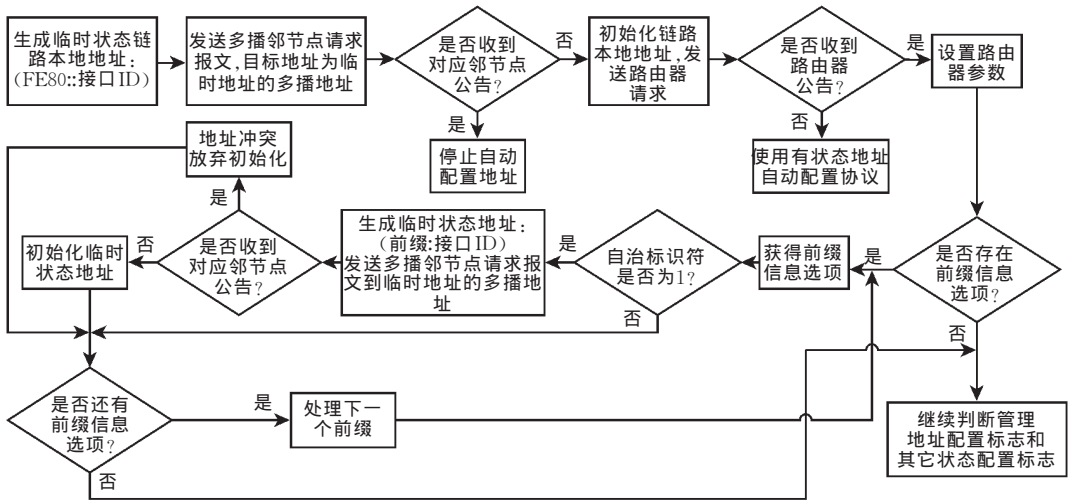 生成临时状态链
路本地地址：
(FE80::接口ID)
发送多播邻节点请求
报文，目标地址为临
时地址的多播地址
是否收到
对应邻节点
公告？
否
是
停止自动
配置地址
初始化链路
本地地址，发
送路由器
请求
是否收到
路由器
公告？
是
否
使用有状态地址
自动配置协议
设置路由
器参数
是否存在
前缀信息
选项？
是
否
获得前缀
信息选项
自治标识符
是否为1？
是
否
生成临时状态地址：
(前缀:接口ID)
发送多播邻节点请求报
文到临时地址的多播地
址
是否收到
对应邻节点
公告？
是
否
地址冲突
放弃初始化
初始化临时
状态地址
是否还有
前缀信息
选项？
是
否
处理下一
个前缀
继续判断管理
地址配置标志和
其它状态配置标志